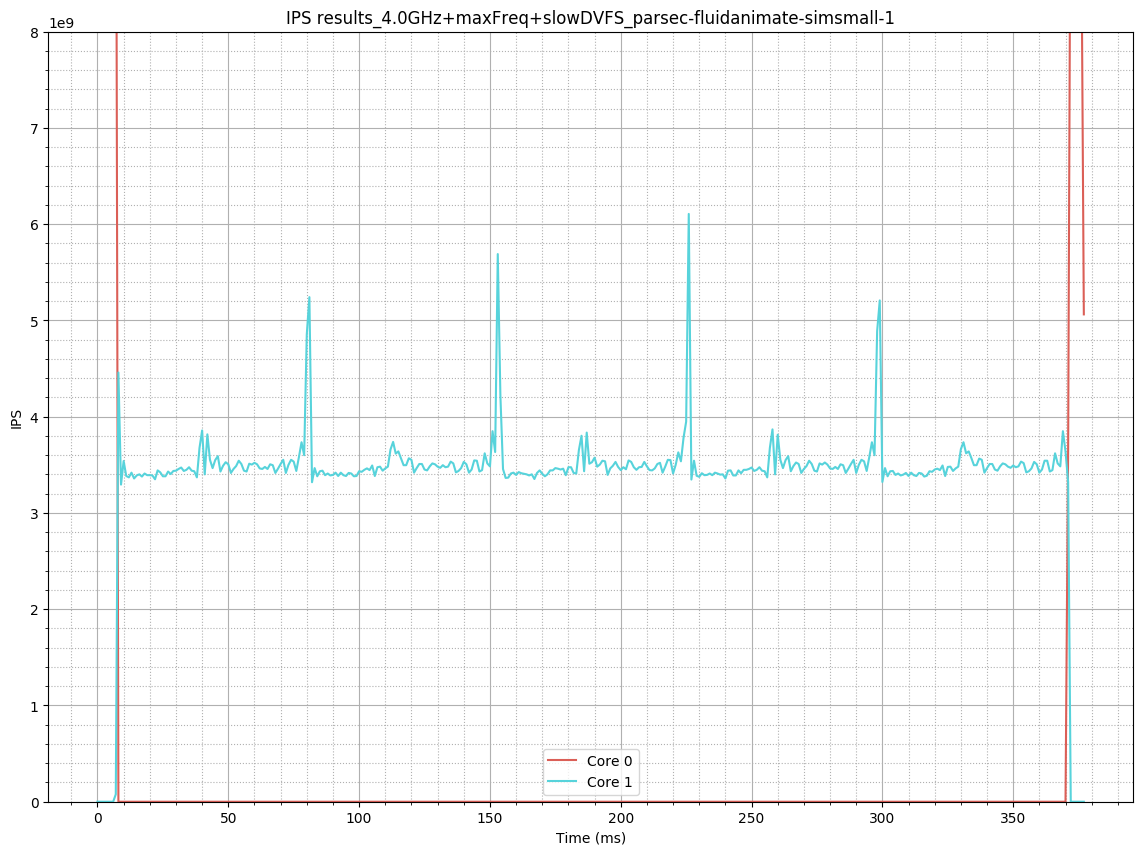 IPS results_4.0GHz+maxFreq+slowDVFS_parsec-fluidanimate-simsmall-1
1e9
8
7
6
5
4
3
2
1
0
IPS
Core 0
Core 1
0 50 100 150 200 250 300 350
Time (ms)